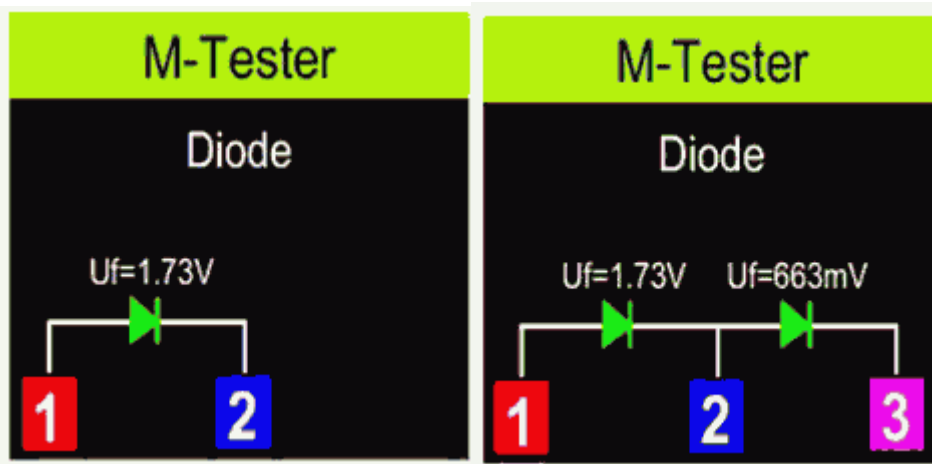 M-Tester
Diode
Uf=1.73V
1
2
M-Tester
Diode
Uf=1.73V Uf=663mV
1
2
3